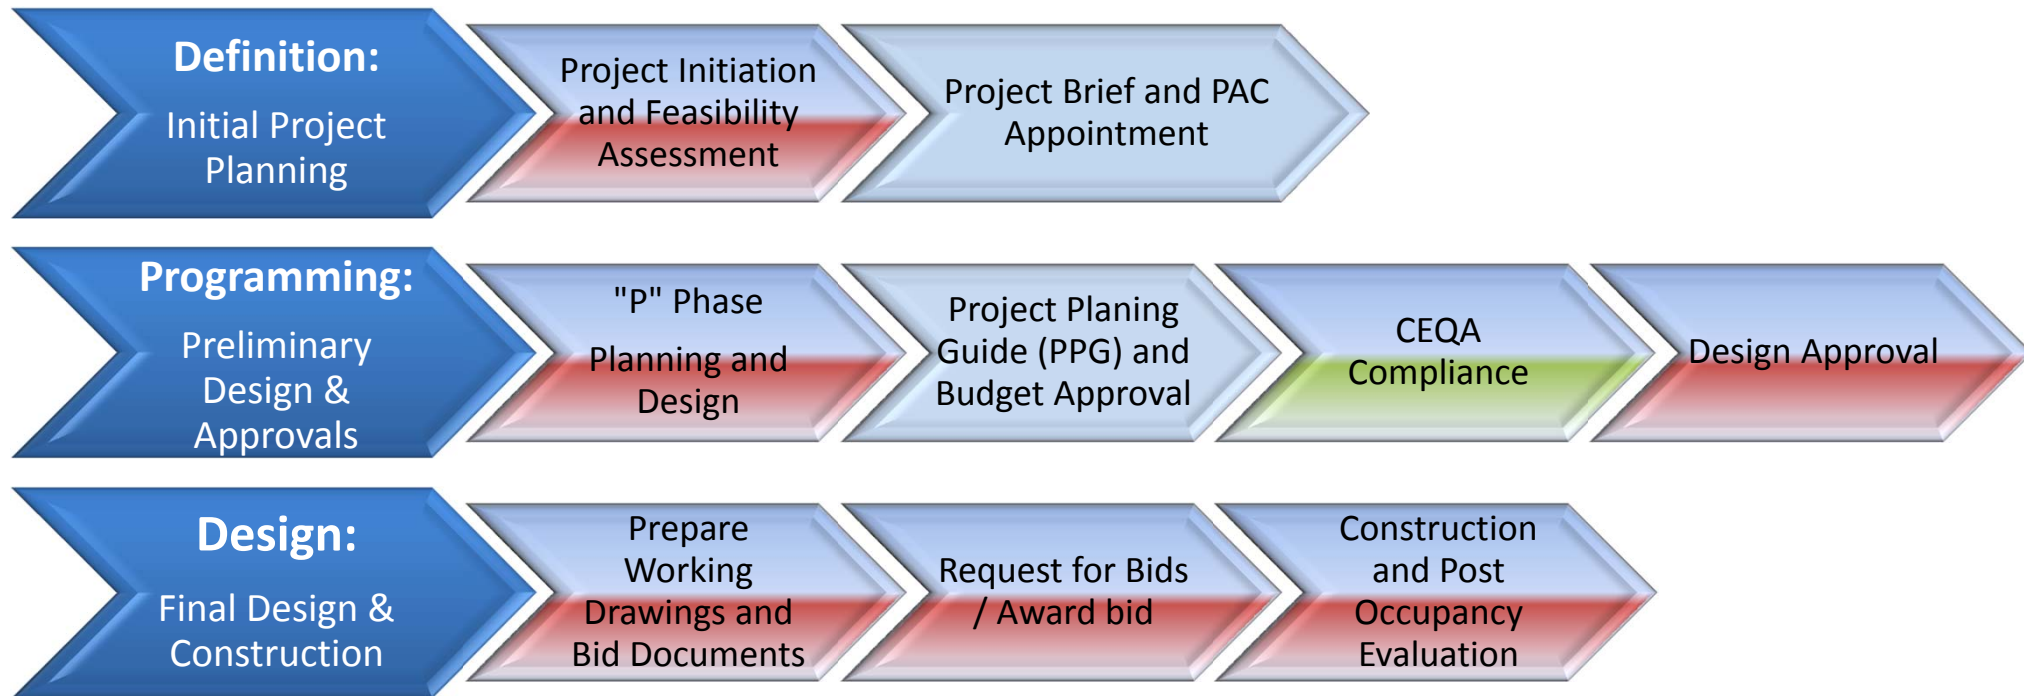 Definition:
Initial Project
Planning
Project Initiation
and Feasibility
Assessment
Project Brief and PAC
Appointment
Programming:
Preliminary
Design &
Approvals
"P" Phase
Planning and
Design
Project Planing
Guide (PPG) and
Budget Approval
CEQA
Compliance
Design Approval
Design:
Final Design &
Construction
Prepare
Working
Drawings and
Bid Documents
Request for Bids
/ Award bid
Construction
and Post
Occupancy
Evaluation